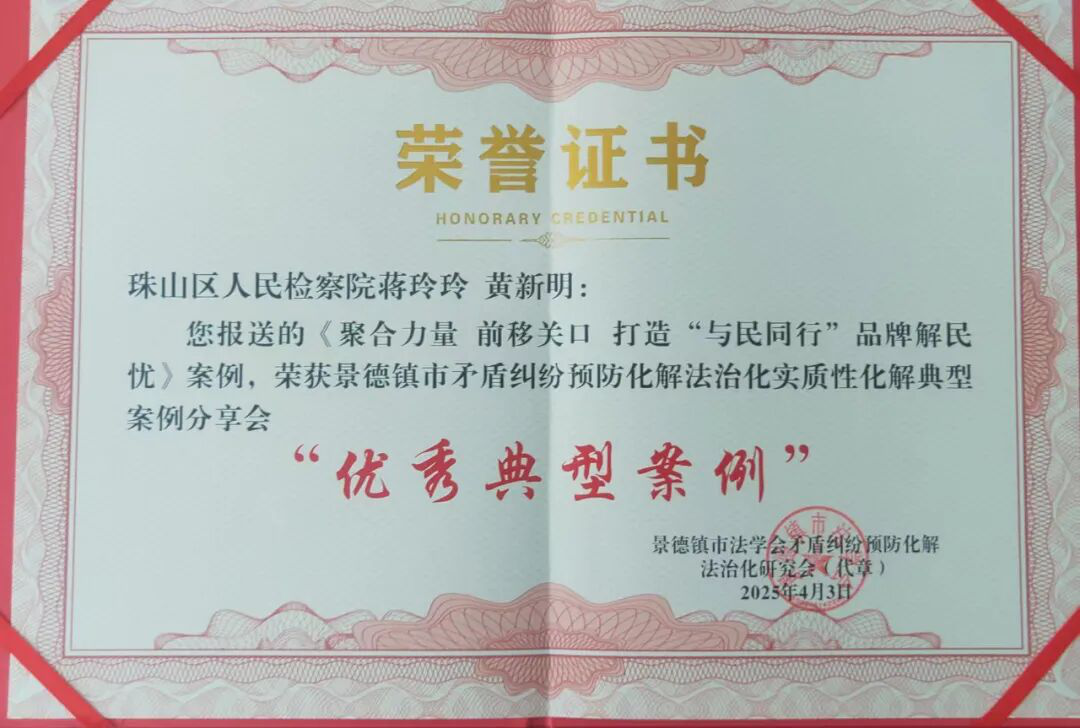 荣誉证书
HONORARY CREDENTIAL
珠山区人民检察院蒋玲玲 黄新明：
您报送的《聚合力量 前移关口 打造“与民同行”品牌解民
忧》案例，荣获景德镇市矛盾纠纷预防化解法治化实质性化解典型
案例分享会
“优秀典型案例”
景德镇市法学会矛盾纠纷预防化解
法治化研究会（代章）
2025年4月3日